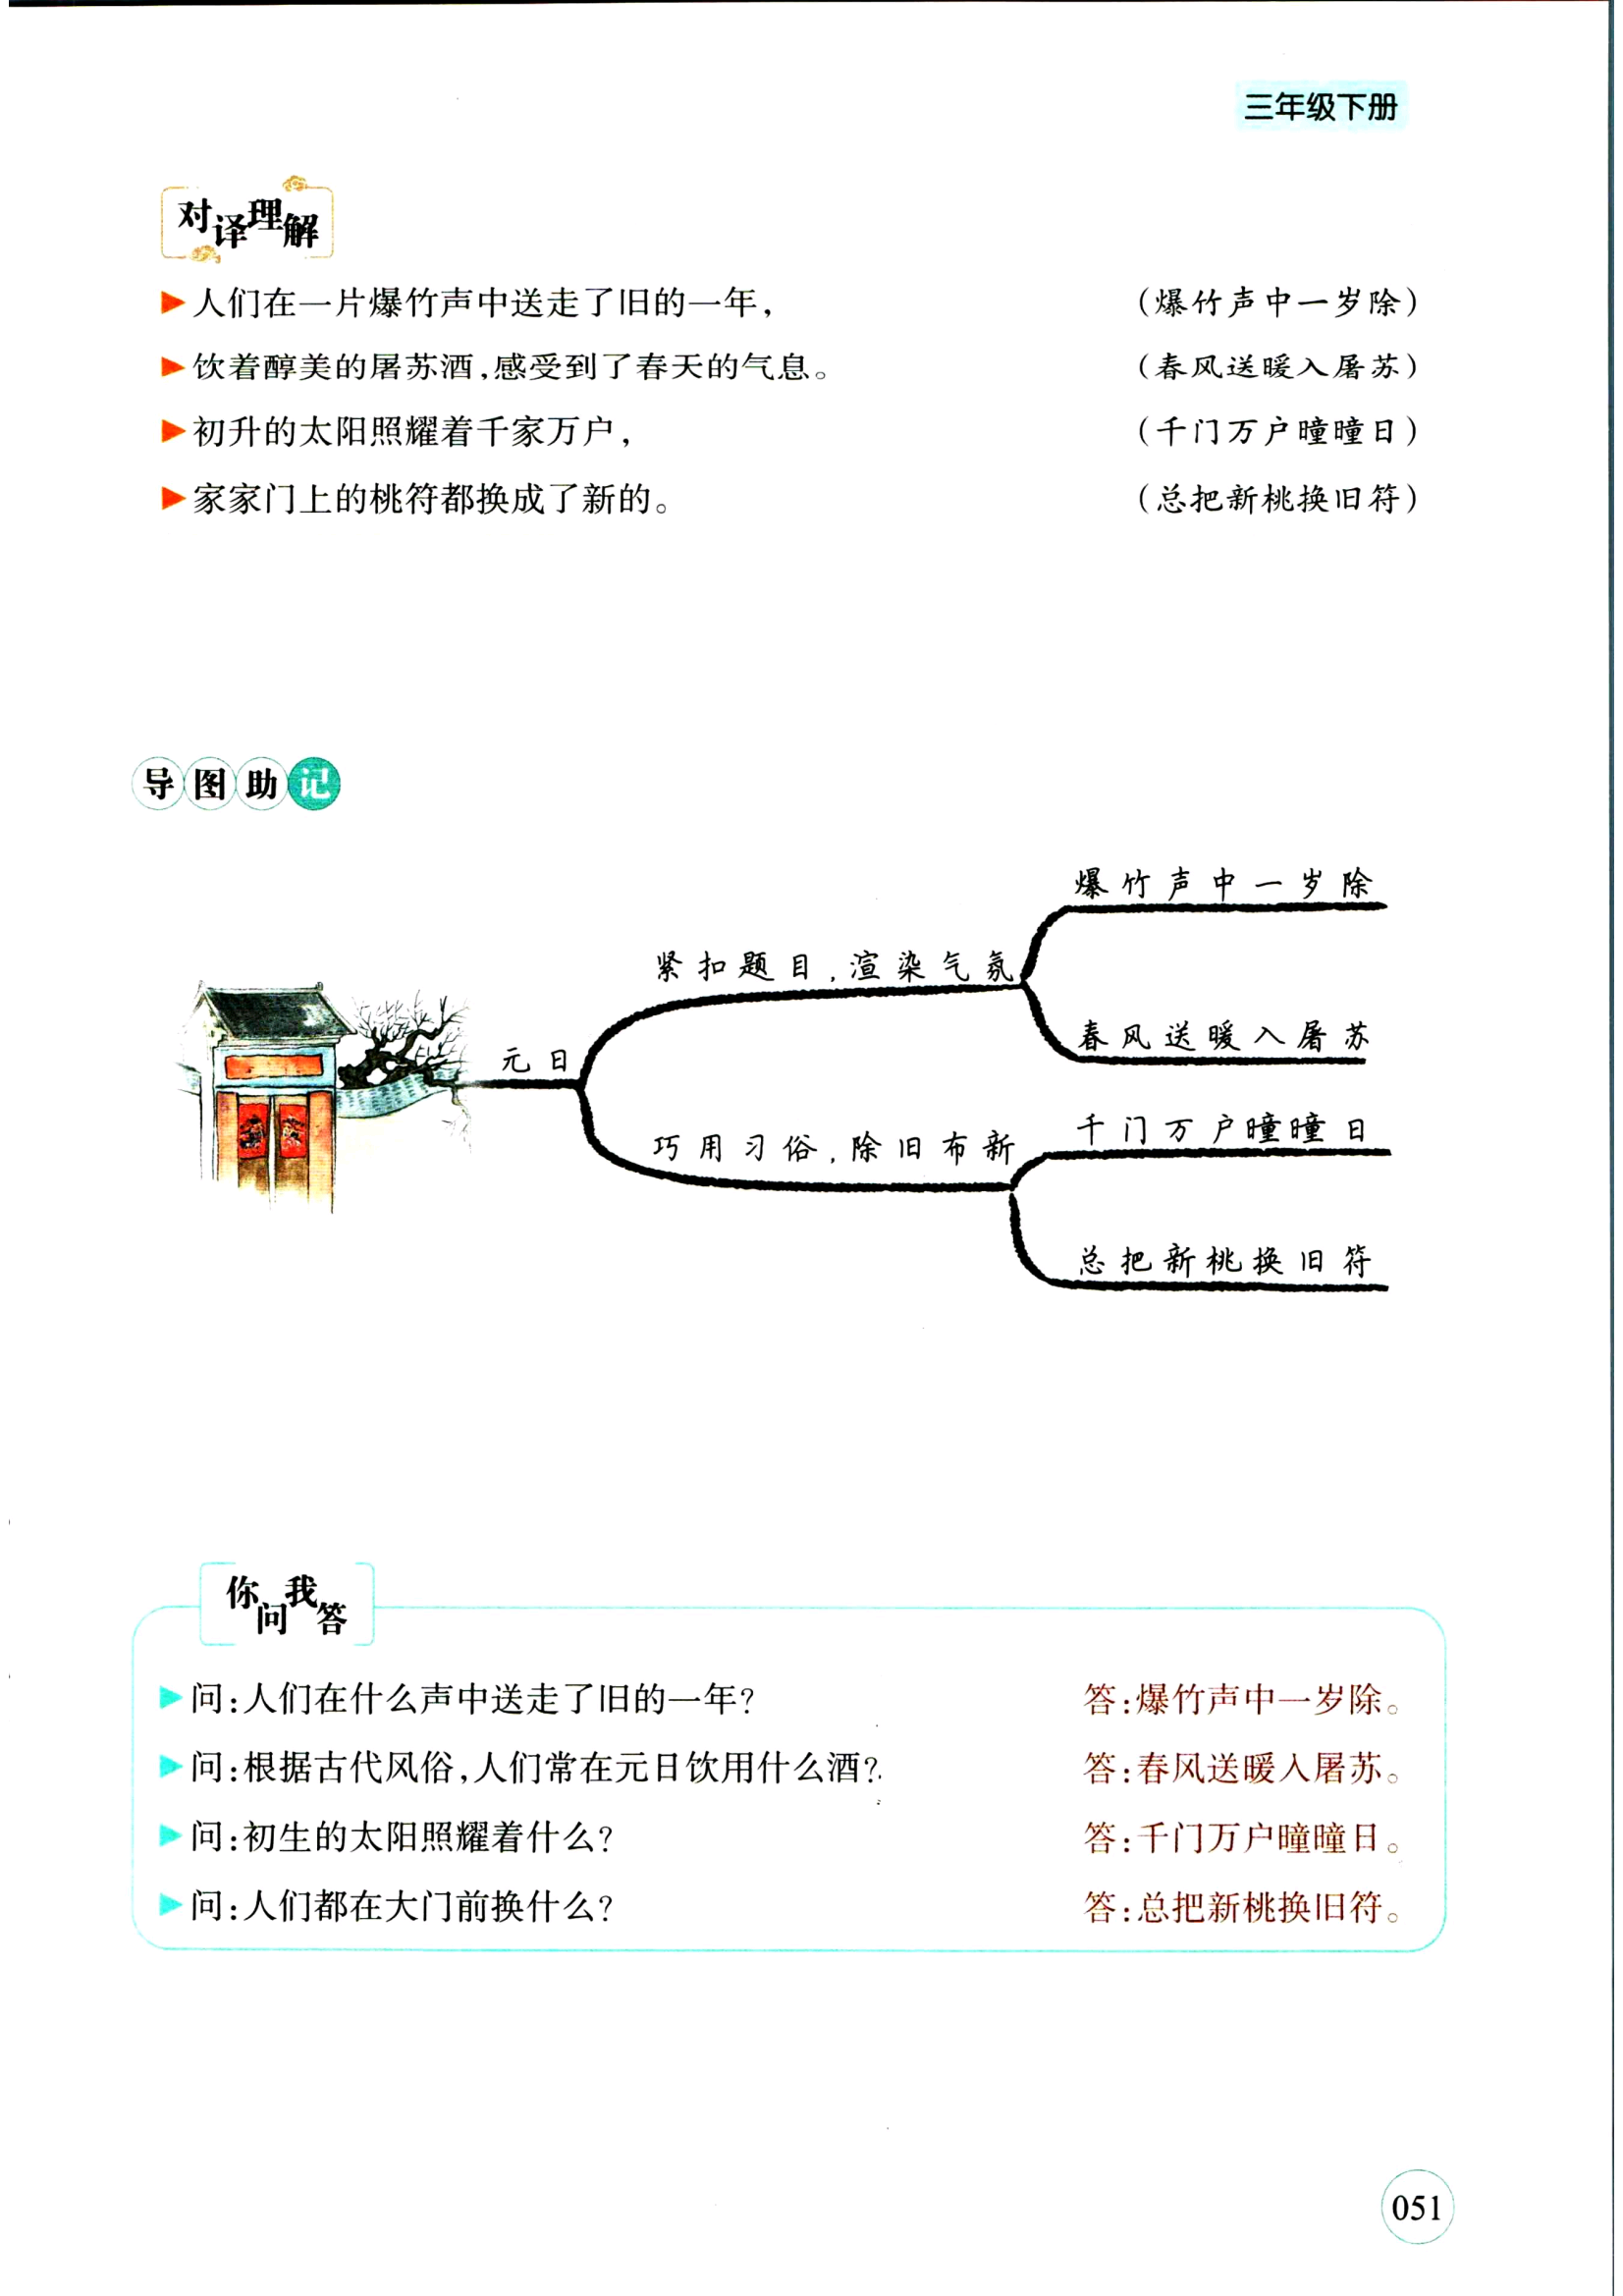 三年级下册
对译理解
人们在一片爆竹声中送走了旧的一年，
（爆竹声中一岁除）
饮着醇美的屠苏酒，感受到了春天的气息。
（春风送暖入屠苏）
初升的太阳照耀着千家万户，
（千门万户曈曈日）
家家门上的桃符都换成了新的。
（总把新桃换旧符）
导图助记
元日
紧扣题目，渲染气氛
爆竹声中一岁除
春风送暖入屠苏
巧用习俗，除旧布新
千门万户曈曈日
总把新桃换旧符
你问我答
问：人们在什么声中送走了旧的一年？
答：爆竹声中一岁除。
问：根据古代风俗，人们常在元日饮用什么酒？
答：春风送暖入屠苏。
问：初生的太阳照耀着什么？
答：千门万户曈曈日。
问：人们都在大门前换什么？
答：总把新桃换旧符。
051